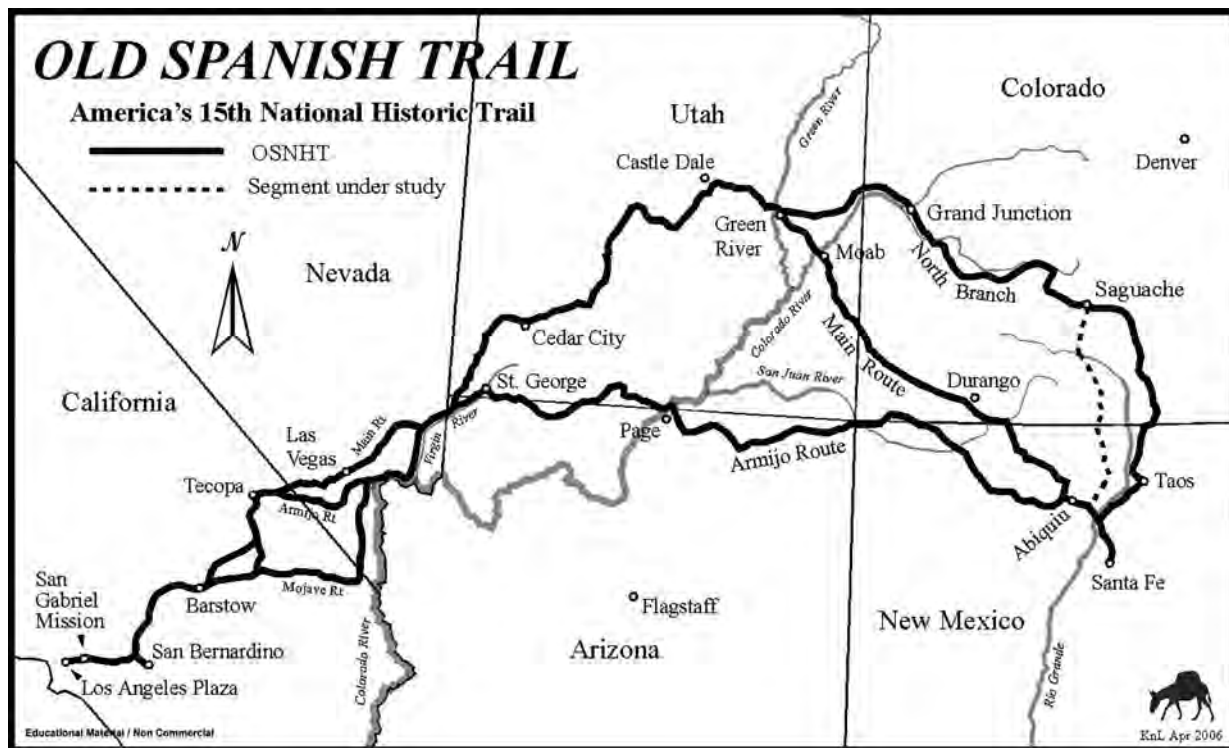 OLD SPANISH TRAIL
America's 15th National Historic Trail
OSNHT
Segment under study
N
Utah
Colorado
Green River
Denver
Castle Dale
Green
River
Grand Junction
Moab
North
Branch
Saguache
Nevada
Colorado River
Main Route
Cedar City
San Juan River
Durango
St. George
California
Virgin
River
Page
Armijo Route
Las
Vegas
Main Rt.
Tecopa
Armijo Rt
Taos
Abiquiu
Santa Fe
San
Gabriel
Mission
Barstow
Mojave Rt
Flagstaff
New Mexico
San Bernardino
Arizona
Los Angeles Plaza
Colorado River
Rio Grande
Educational Material / Non Commercial
KnL Apr 2006